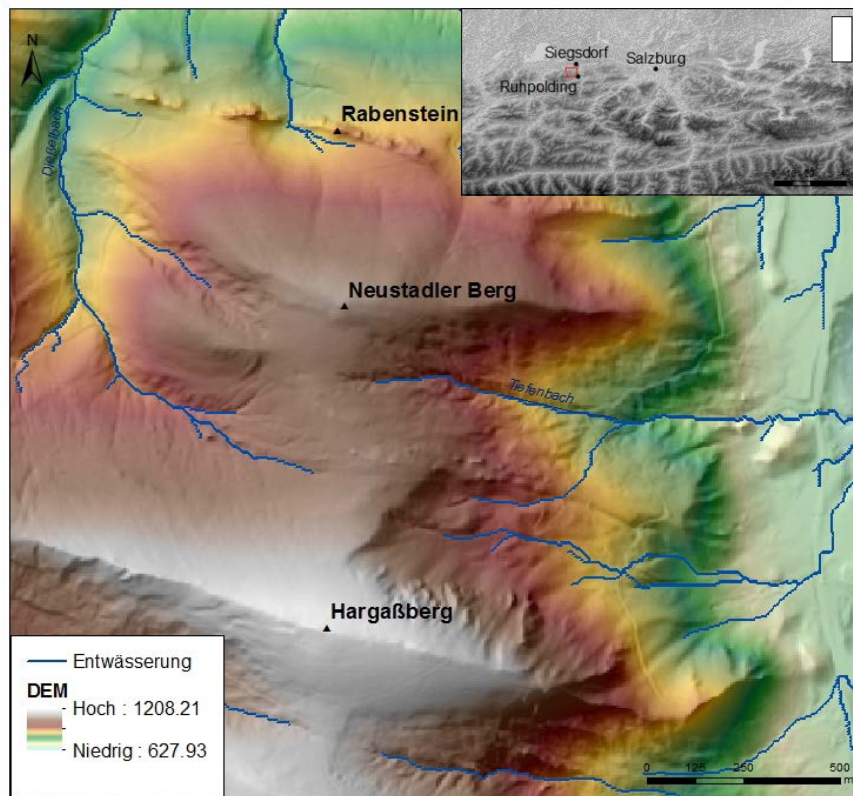 N
Siegsdorf
Salzburg
Ruhpolding
Rabenstein
Dießelbach
Neustadler Berg
Tiefenbach
Hargaßberg
Entwässerung
DEM
Hoch : 1208.21
Niedrig : 627.93
0 125 250 500
m